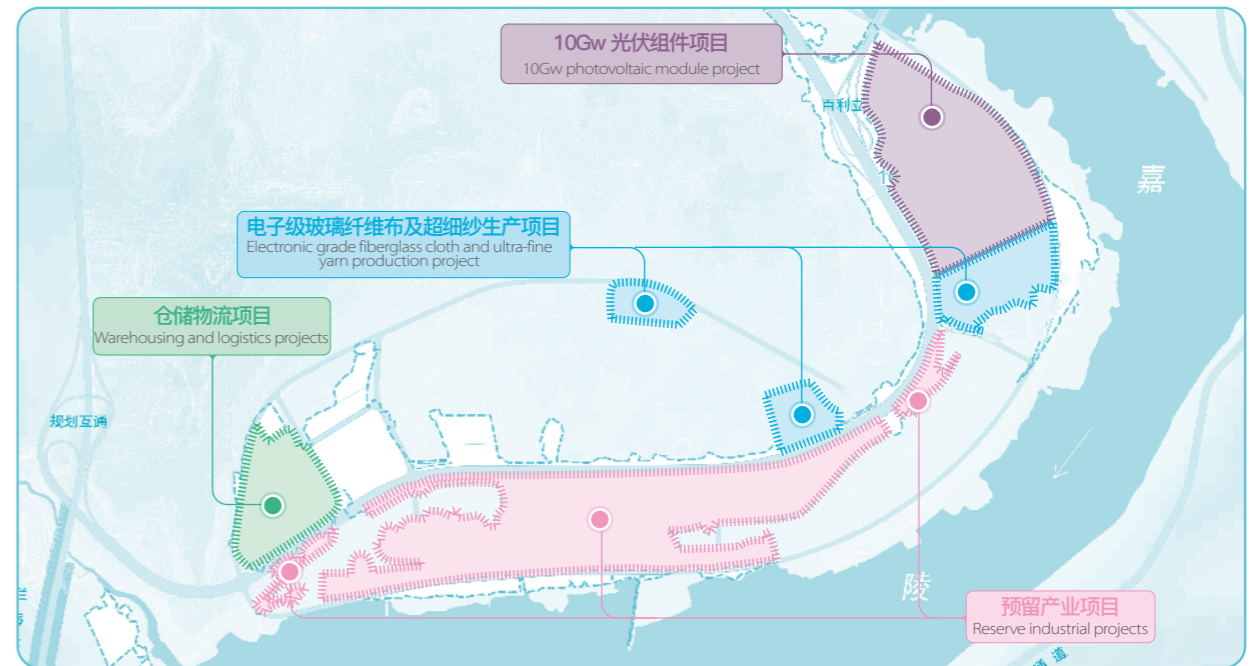 10Gw 光伏组件项目
10Gw photovoltaic module project
嘉
电子级玻璃纤维布及超细纱生产项目
Electronic grade fiberglass cloth and ultra-fine
yarn production project
仓储物流项目
Warehousing and logistics projects
规划互通
陵
预留产业项目
Reserve industrial projects
通道